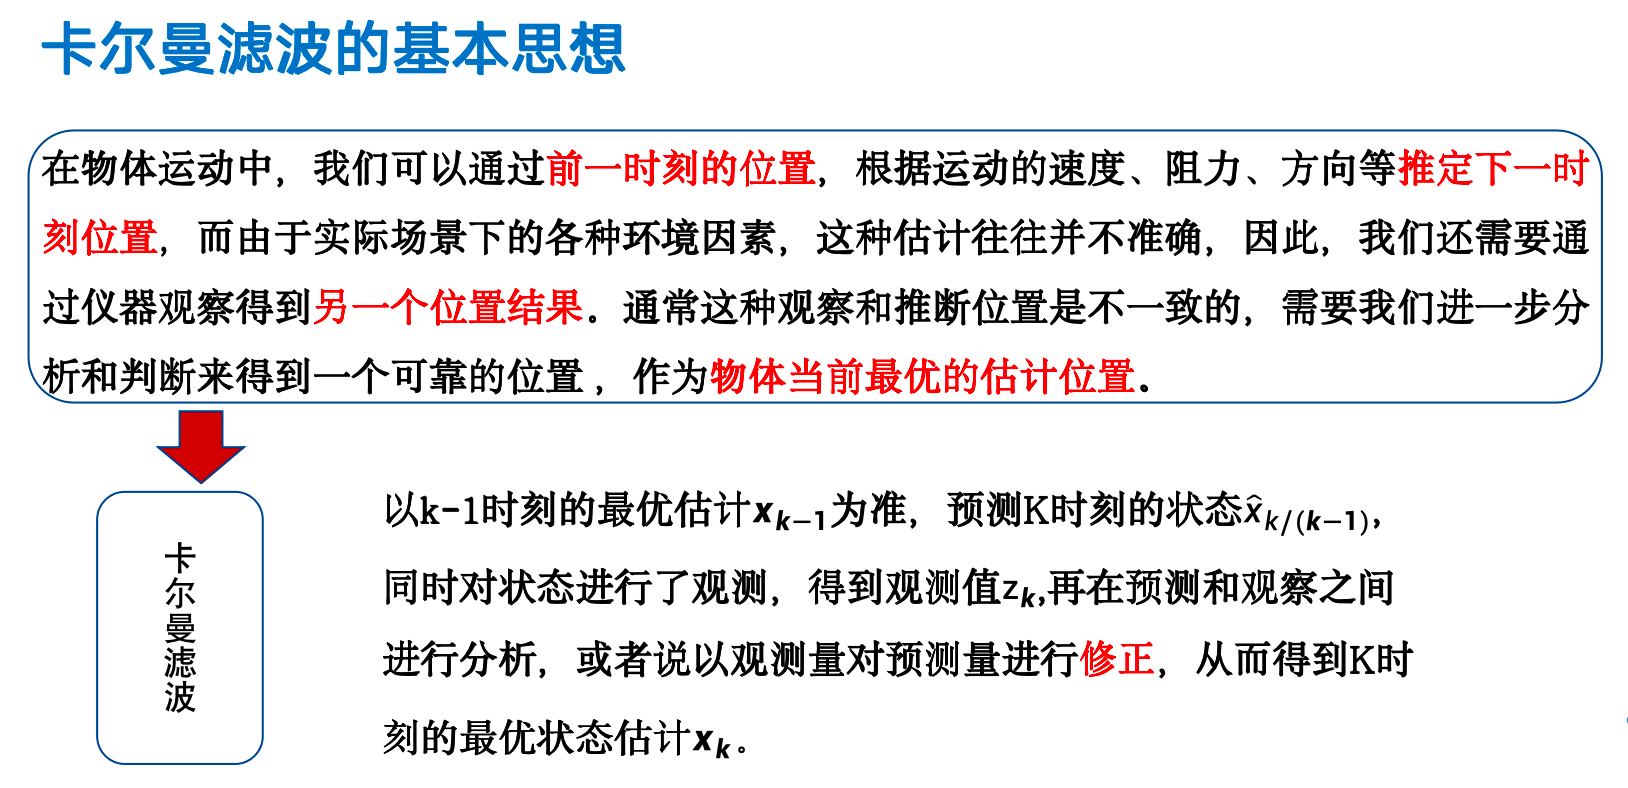 卡尔曼滤波的基本思想
在物体运动中，我们可以通过前一时刻的位置，根据运动的速度、阻力、方向等推定下一时
刻位置，而由于实际场景下的各种环境因素，这种估计往往并不准确，因此，我们还需要通
过仪器观察得到另一个位置结果。通常这种观察和推断位置是不一致的，需要我们进一步分
析和判断来得到一个可靠的位置，作为物体当前最优的估计位置。
卡尔曼滤波
以k-1时刻的最优估计x_{k-1}为准，预测K时刻的状态x̂_{k/(k-1)}，
同时对状态进行了观测，得到观测值z_k,再在预测和观察之间
进行分析，或者说以观测量对预测量进行修正，从而得到K时
刻的最优状态估计x_k。